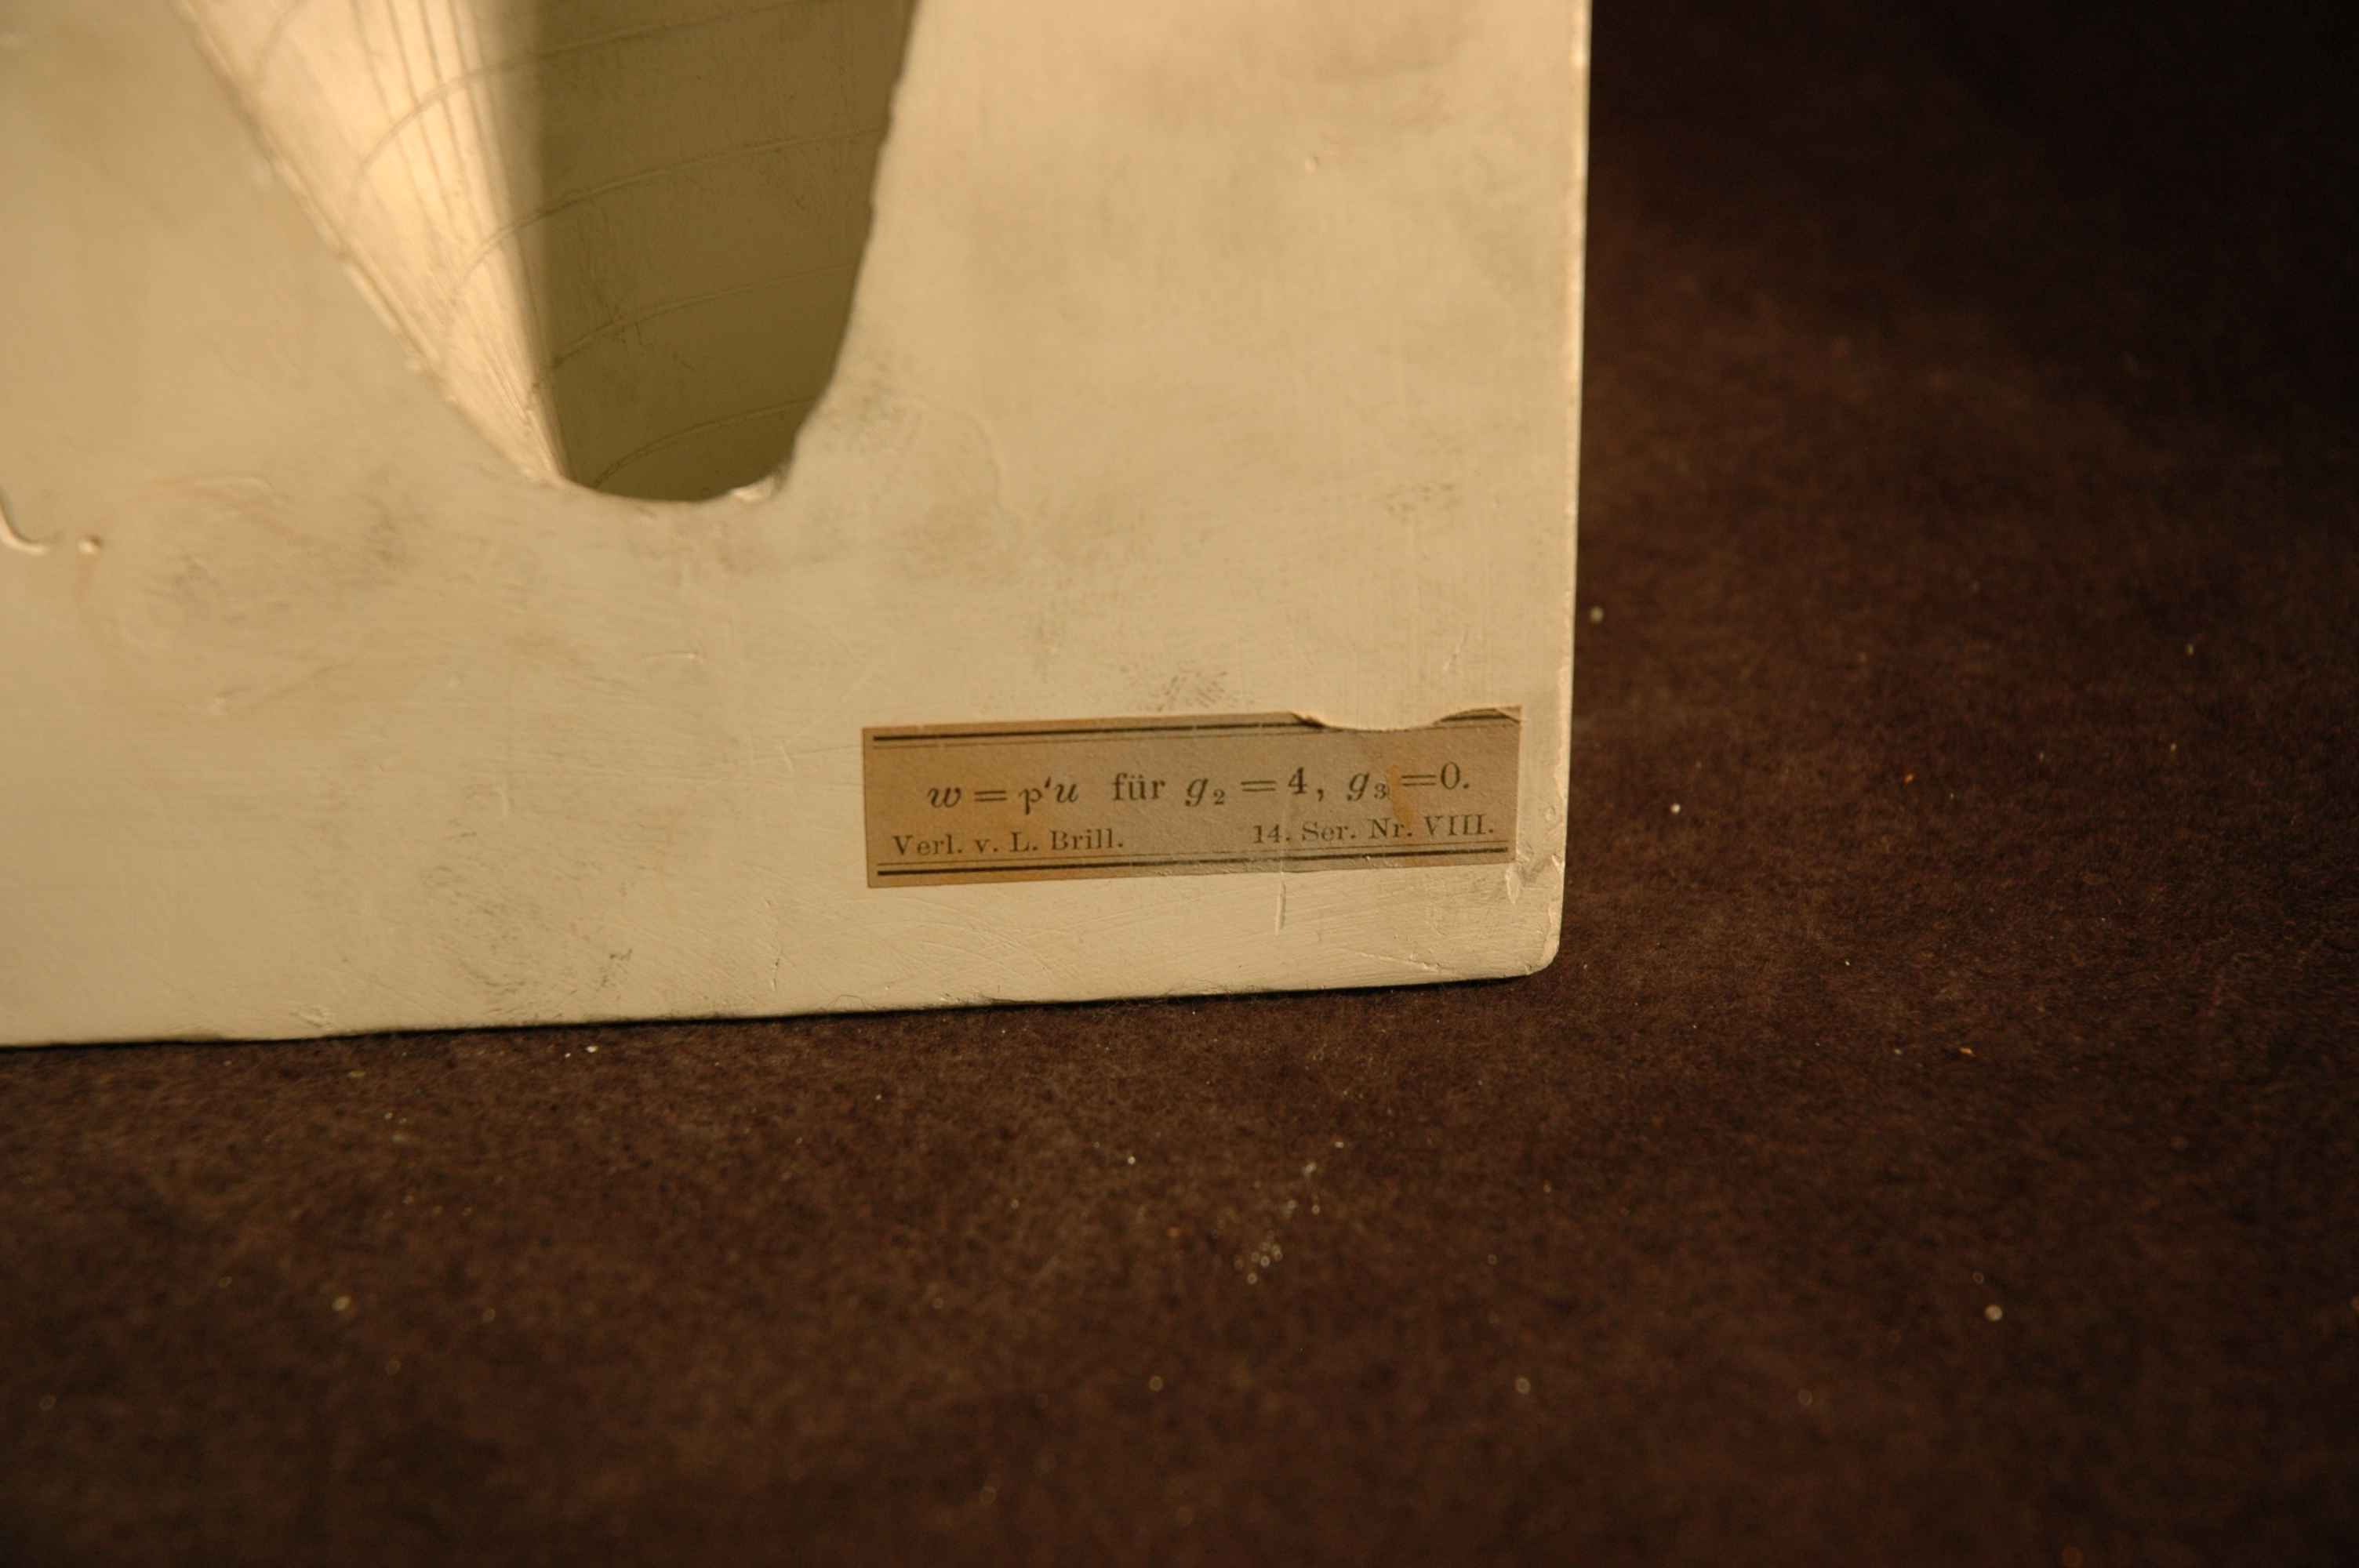 w = p‘u für g₂ = 4, g₃ = 0.
Verl. v. L. Brill. 14. Ser. Nr. VIII.